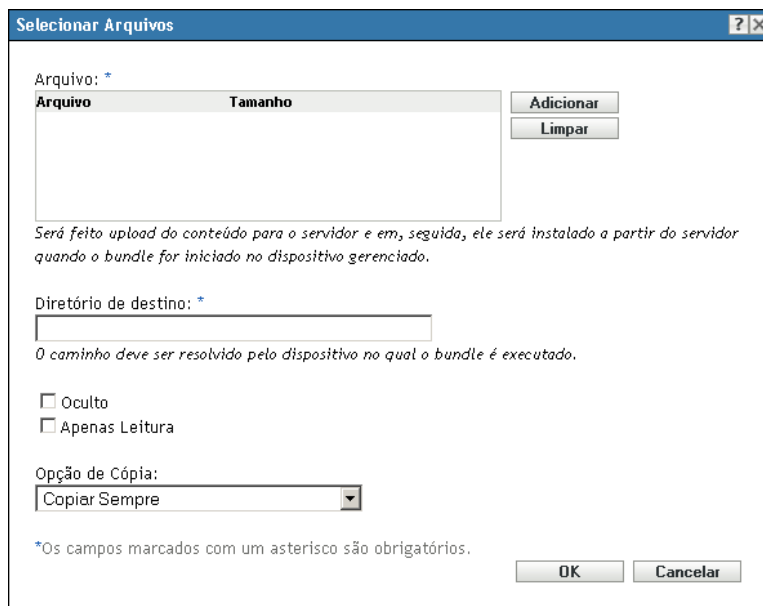 Selecionar Arquivos
? X
Arquivo: *
Arquivo Tamanho
Adicionar
Limpar
Será feito upload do conteúdo para o servidor e em, seguida, ele será instalado a partir do servidor
quando o bundle for iniciado no dispositivo gerenciado.
Diretório de destino: *
O caminho deve ser resolvido pelo dispositivo no qual o bundle é executado.
Oculto
Apenas Leitura
Opção de Cópia:
Copiar Sempre
*Os campos marcados com um asterisco são obrigatórios.
OK Cancelar